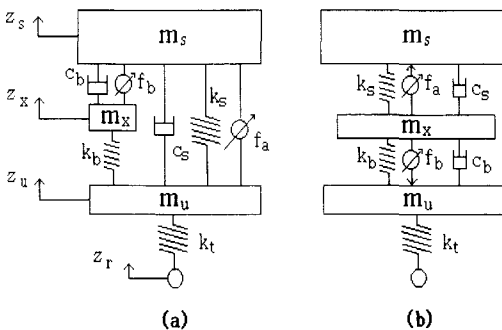 z_s
m_s
c_b
f_b
z_x
m_x
k_s
k_b
c_s
f_a
z_u
m_u
k_t
z_r
(a)
m_s
k_s
f_a
c_s
m_x
k_b
f_b
c_b
m_u
k_t
(b)